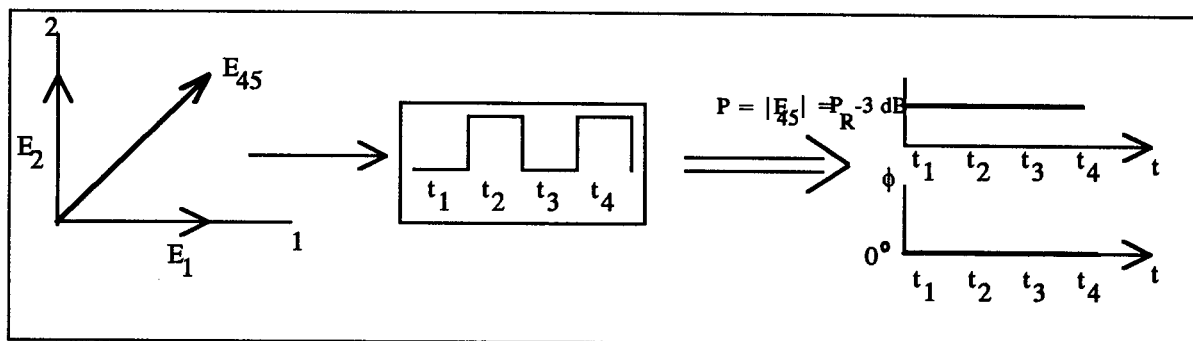 2
E45
E2
E1
1
t1 t2 t3 t4
P = |E45| =PR-3 dB
t1 t2 t3 t4 t
ϕ
0°
t1 t2 t3 t4 t